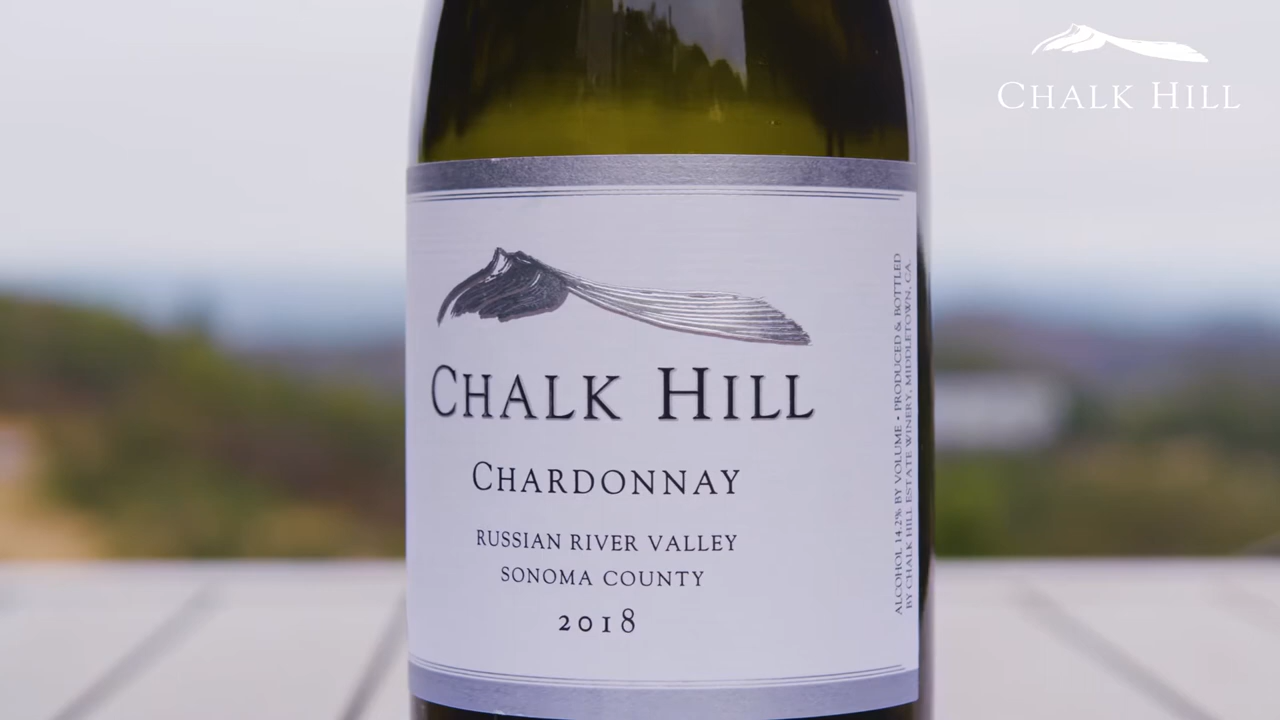 CHALK HILL
CHALK HILL
CHARDONNAY
RUSSIAN RIVER VALLEY
SONOMA COUNTY
2018
ALCOHOL 14.2% BY VOLUME • PRODUCED & BOTTLED
BY CHALK HILL ESTATE WINERY, MIDDLETOWN, CA.